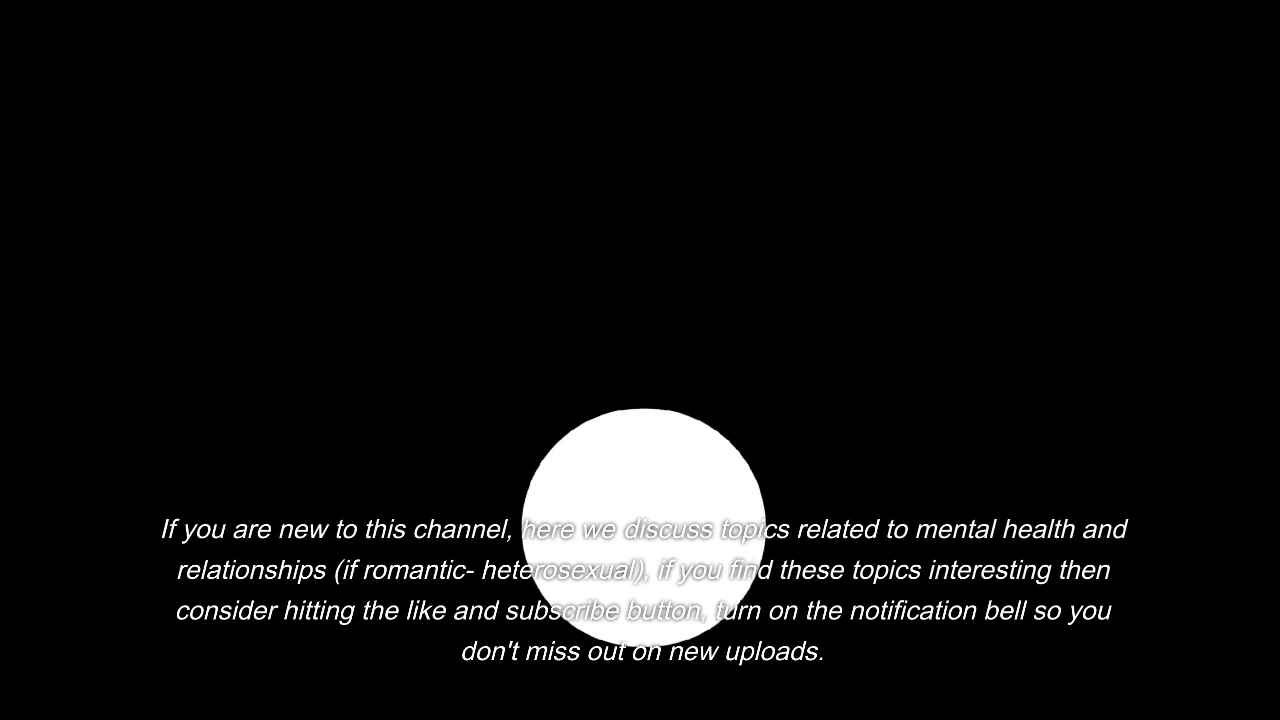 If you are new to this channel, here we discuss topics related to mental health and
relationships (if romantic- heterosexual), if you find these topics interesting then
consider hitting the like and subscribe button, turn on the notification bell so you
don't miss out on new uploads.